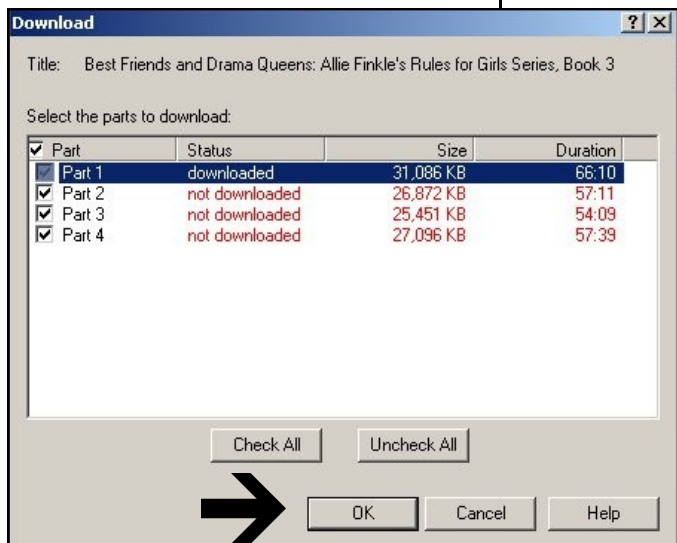 Download
Title: Best Friends and Drama Queens: Allie Finkle's Rules for Girls Series, Book 3
Select the parts to download:
Part Status Size Duration
Part 1 downloaded 31,086 KB 66:10
Part 2 not downloaded 26,872 KB 57:11
Part 3 not downloaded 25,451 KB 54:09
Part 4 not downloaded 27,096 KB 57:39
Check All Uncheck All
OK Cancel Help